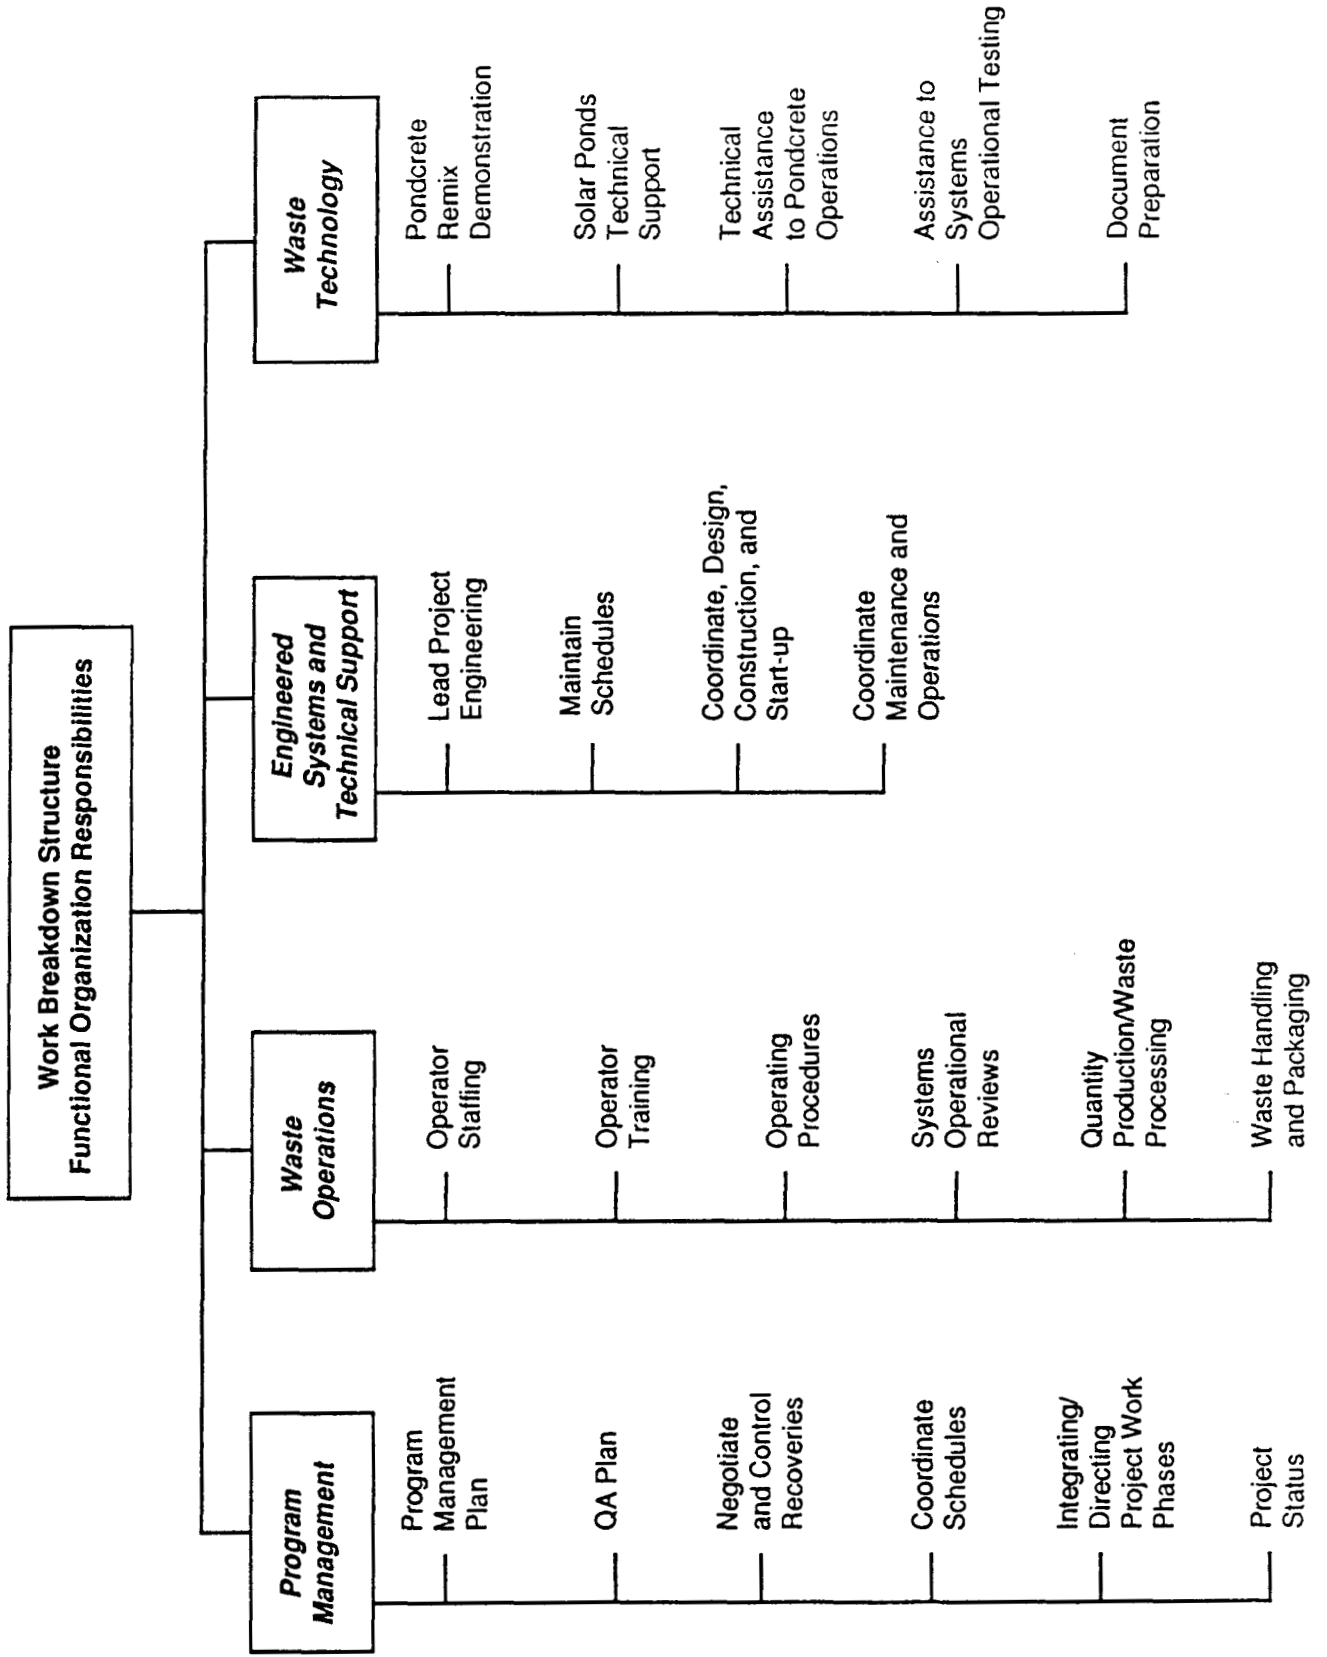 Work Breakdown Structure
Functional Organization Responsibilities
Program
Management
Program
Management
Plan
QA Plan
Negotiate
and Control
Recoveries
Coordinate
Schedules
Integrating/
Directing
Project Work
Phases
Project
Status
Waste
Operations
Operator
Staffing
Operator
Training
Operating
Procedures
Systems
Operational
Reviews
Quantity
Production/Waste
Processing
Waste Handling
and Packaging
Engineered
Systems and
Technical Support
Lead Project
Engineering
Maintain
Schedules
Coordinate, Design,
Construction, and
Start-up
Coordinate
Maintenance and
Operations
Waste
Technology
Pondcrete
Remix
Demonstration
Solar Ponds
Technical
Support
Technical
Assistance
to Pondcrete
Operations
Assistance to
Systems
Operational Testing
Document
Preparation